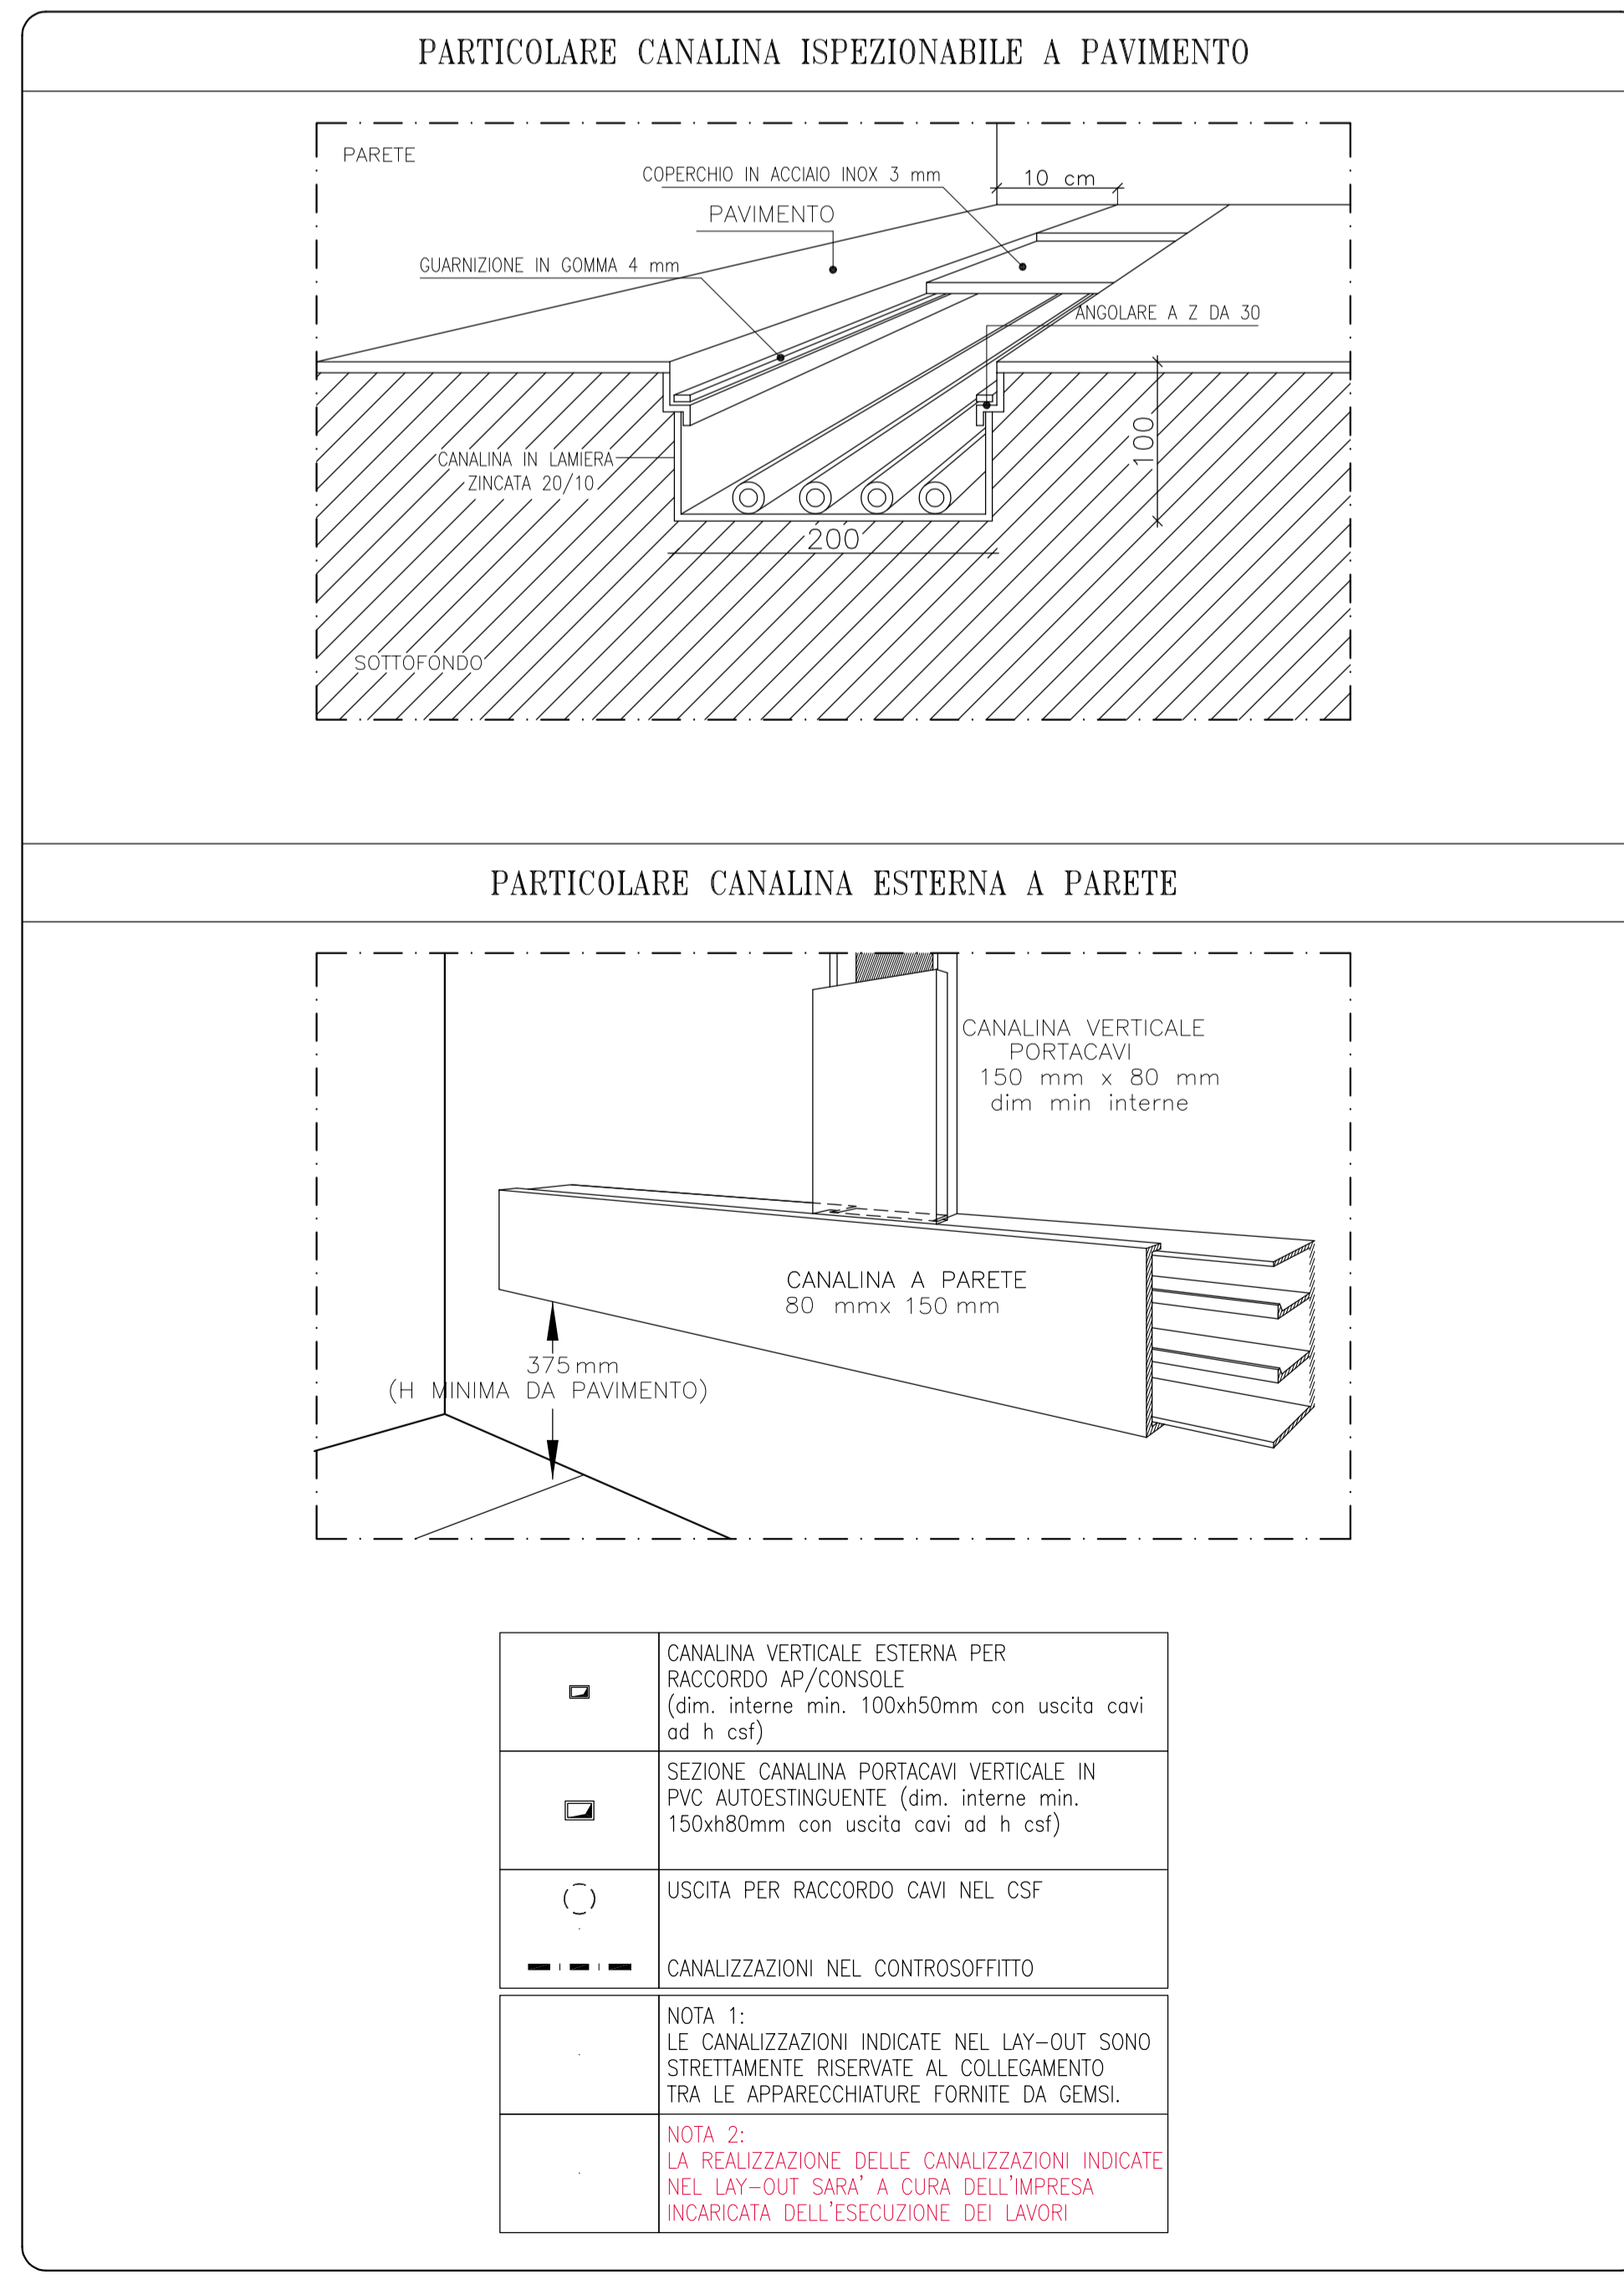 PARTICOLARE CANALINA ISPEZIONABILE A PAVIMENTO
PARETE
COPERCHIO IN ACCIAIO INOX 3 mm
10 cm
PAVIMENTO
GUARNIZIONE IN GOMMA 4 mm
ANGOLARE A Z DA 30
100
CANALINA IN LAMIERA
ZINCATA 20/10
200
SOTTOFONDO
PARTICOLARE CANALINA ESTERNA A PARETE
CANALINA VERTICALE
PORTACAVI
150 mm x 80 mm
dim min interne
CANALINA A PARETE
80 mmx 150 mm
375 mm
(H MINIMA DA PAVIMENTO)
CANALINA VERTICALE ESTERNA PER
RACCORDO AP/CONSOLE
(dim. interne min. 100xh50mm con uscita cavi
ad h csf)
SEZIONE CANALINA PORTACAVI VERTICALE IN
PVC AUTOESTINGUENTE (dim. interne min.
150xh80mm con uscita cavi ad h csf)
USCITA PER RACCORDO CAVI NEL CSF
CANALIZZAZIONI NEL CONTROSOFFITTO
NOTA 1:
LE CANALIZZAZIONI INDICATE NEL LAY-OUT SONO
STRETTAMENTE RISERVATE AL COLLEGAMENTO
TRA LE APPARECCHIATURE FORNITE DA GEMSI.
NOTA 2:
LA REALIZZAZIONE DELLE CANALIZZAZIONI INDICATE
NEL LAY-OUT SARA' A CURA DELL'IMPRESA
INCARICATA DELL'ESECUZIONE DEI LAVORI